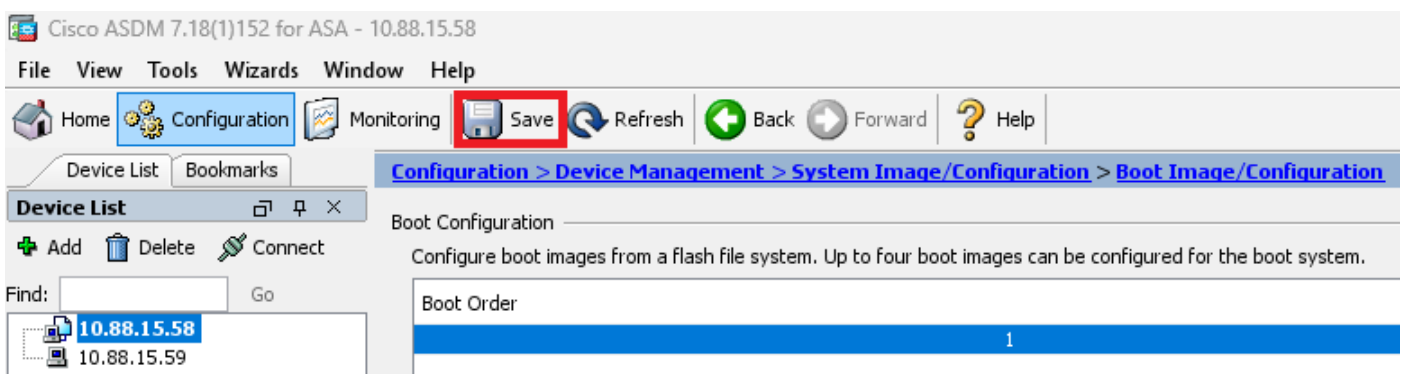 Cisco ASDM 7.18(1)152 for ASA - 10.88.15.58
File View Tools Wizards Window Help
Home Configuration Monitoring Save Refresh Back Forward Help
Device List Bookmarks
Configuration > Device Management > System Image/Configuration > Boot Image/Configuration
Device List
Add Delete Connect
Find: Go
10.88.15.58
10.88.15.59
Boot Configuration
Configure boot images from a flash file system. Up to four boot images can be configured for the boot system.
Boot Order
1